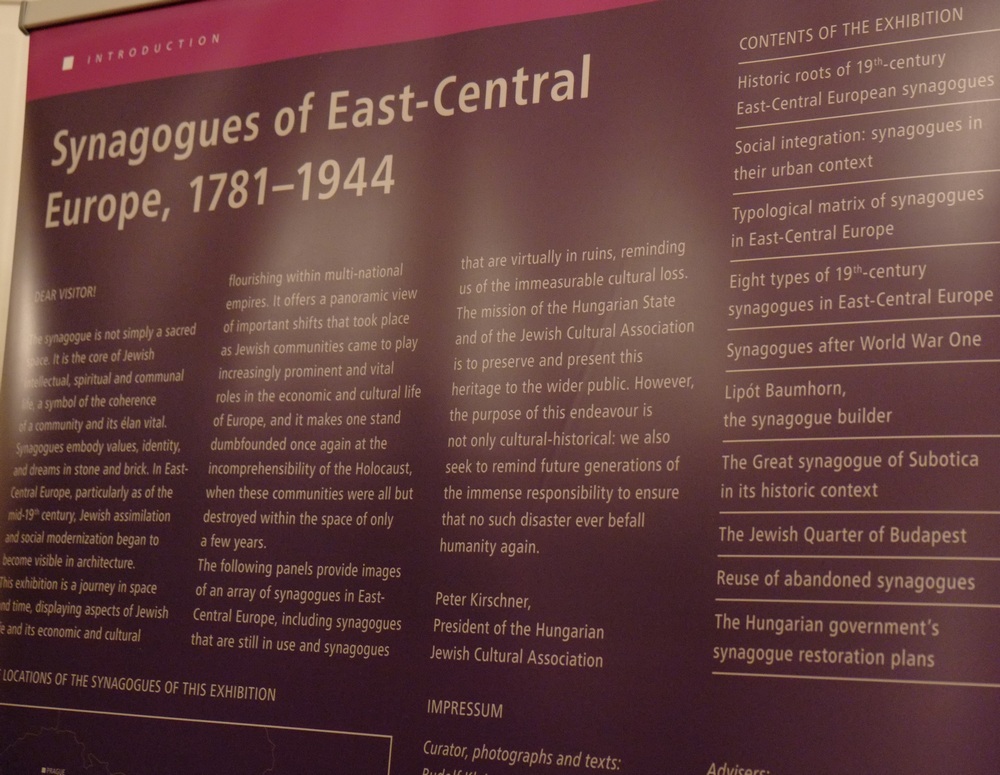 INTRODUCTION
Synagogues of East-Central
Europe, 1781–1944
DEAR VISITOR!
The synagogue is not simply a sacred
space. It is the core of Jewish
intellectual, spiritual and communal
life, a symbol of the coherence
of a community and its élan vital.
Synagogues embody values, identity,
and dreams in stone and brick. In East-
Central Europe, particularly as of the
mid-19th century, Jewish assimilation
and social modernization began to
become visible in architecture.
This exhibition is a journey in space
and time, displaying aspects of Jewish
life and its economic and cultural
flourishing within multi-national
empires. It offers a panoramic view
of important shifts that took place
as Jewish communities came to play
increasingly prominent and vital
roles in the economic and cultural life
of Europe, and it makes one stand
dumbfounded once again at the
incomprehensibility of the Holocaust,
when these communities were all but
destroyed within the space of only
a few years.
The following panels provide images
of an array of synagogues in East-
Central Europe, including synagogues
that are still in use and synagogues
that are virtually in ruins, reminding
us of the immeasurable cultural loss.
The mission of the Hungarian State
and of the Jewish Cultural Association
is to preserve and present this
heritage to the wider public. However,
the purpose of this endeavour is
not only cultural-historical: we also
seek to remind future generations of
the immense responsibility to ensure
that no such disaster ever befall
humanity again.
Peter Kirschner,
President of the Hungarian
Jewish Cultural Association
IMPRESSUM
Curator, photographs and texts:
CONTENTS OF THE EXHIBITION
Historic roots of 19th-century
East-Central European synagogues
Social integration: synagogues in
their urban context
Typological matrix of synagogues
in East-Central Europe
Eight types of 19th-century
synagogues in East-Central Europe
Synagogues after World War One
Lipót Baumhorn,
the synagogue builder
The Great synagogue of Subotica
in its historic context
The Jewish Quarter of Budapest
Reuse of abandoned synagogues
The Hungarian government's
synagogue restoration plans
Advisers:
LOCATIONS OF THE SYNAGOGUES OF THIS EXHIBITION
PRAGUE